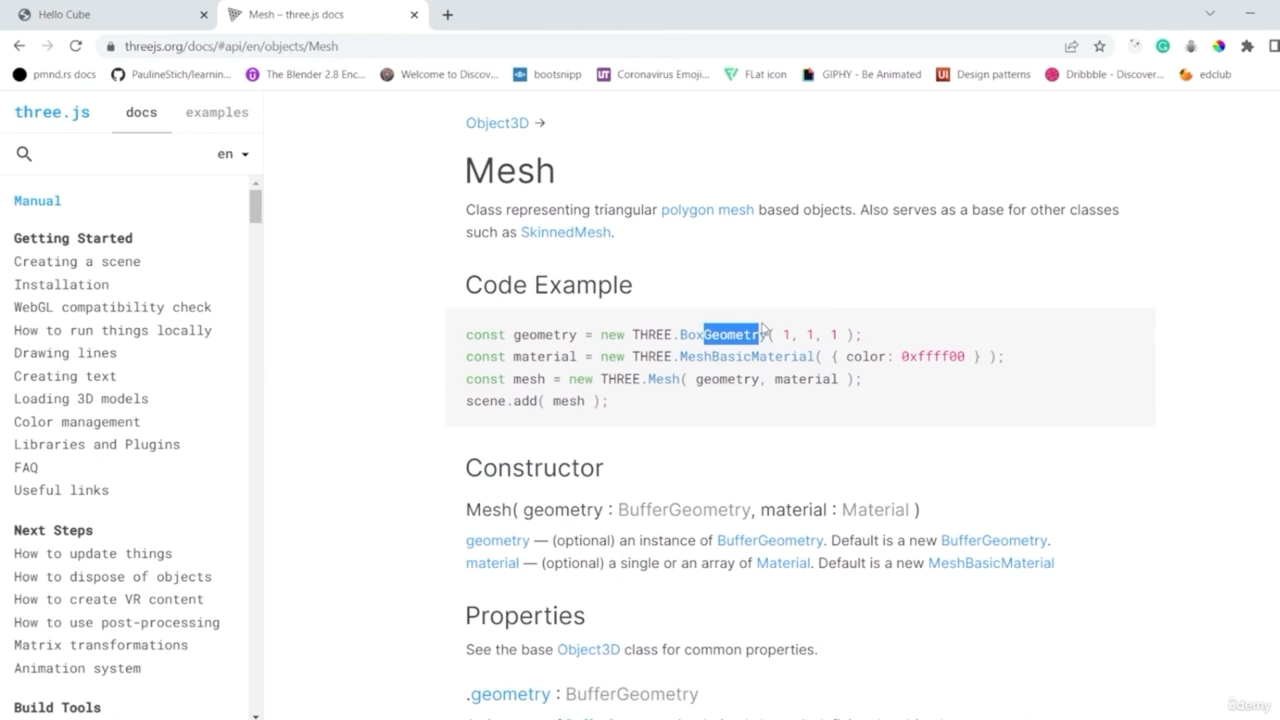 Hello Cube
Mesh – three.js docs
threejs.org/docs/#api/en/objects/Mesh
pmnd.rs docs
PaulineStich/learnin...
The Blender 2.8 Enc...
Welcome to Discov...
bootsnipp
Coronavirus Emoji...
FLat icon
GIPHY - Be Animated
Design patterns
Dribbble - Discover...
edclub
three.js
docs
examples
en
Manual
Getting Started
Creating a scene
Installation
WebGL compatibility check
How to run things locally
Drawing lines
Creating text
Loading 3D models
Color management
Libraries and Plugins
FAQ
Useful links
Next Steps
How to update things
How to dispose of objects
How to create VR content
How to use post-processing
Matrix transformations
Animation system
Build Tools
Object3D →
Mesh
Class representing triangular polygon mesh based objects. Also serves as a base for other classes
such as SkinnedMesh.
Code Example
const geometry = new THREE.BoxGeometry( 1, 1, 1 );
const material = new THREE.MeshBasicMaterial( { color: 0xffff00 } );
const mesh = new THREE.Mesh( geometry, material );
scene.add( mesh );
Constructor
Mesh( geometry : BufferGeometry, material : Material )
geometry — (optional) an instance of BufferGeometry. Default is a new BufferGeometry.
material — (optional) a single or an array of Material. Default is a new MeshBasicMaterial
Properties
See the base Object3D class for common properties.
.geometry : BufferGeometry
ûdemy